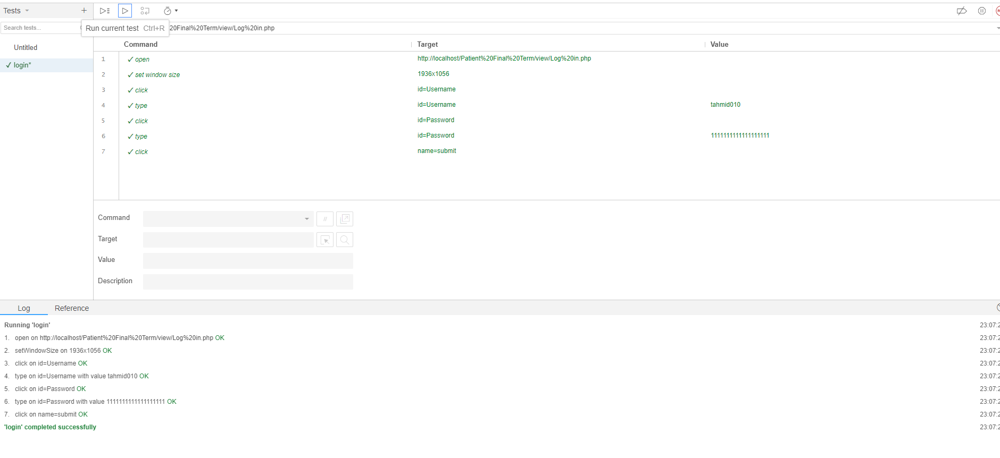 Tests
Search tests...
Run current test Ctrl+R
20Final%20Term/view/Log%20in.php
Untitled
✓ login*
Command Target Value
1 ✓ open http://localhost/Patient%20Final%20Term/view/Log%20in.php
2 ✓ set window size 1936x1056
3 ✓ click id=Username
4 ✓ type id=Username tahmid010
5 ✓ click id=Password
6 ✓ type id=Password 1111111111111111111
7 ✓ click name=submit
Command //
Target
Value
Description
Log Reference
Running 'login' 23:07:2
1. open on http://localhost/Patient%20Final%20Term/view/Log%20in.php OK 23:07:2
2. setWindowSize on 1936x1056 OK 23:07:2
3. click on id=Username OK 23:07:2
4. type on id=Username with value tahmid010 OK 23:07:2
5. click on id=Password OK 23:07:2
6. type on id=Password with value 1111111111111111111 OK 23:07:2
7. click on name=submit OK 23:07:2
'login' completed successfully 23:07:2